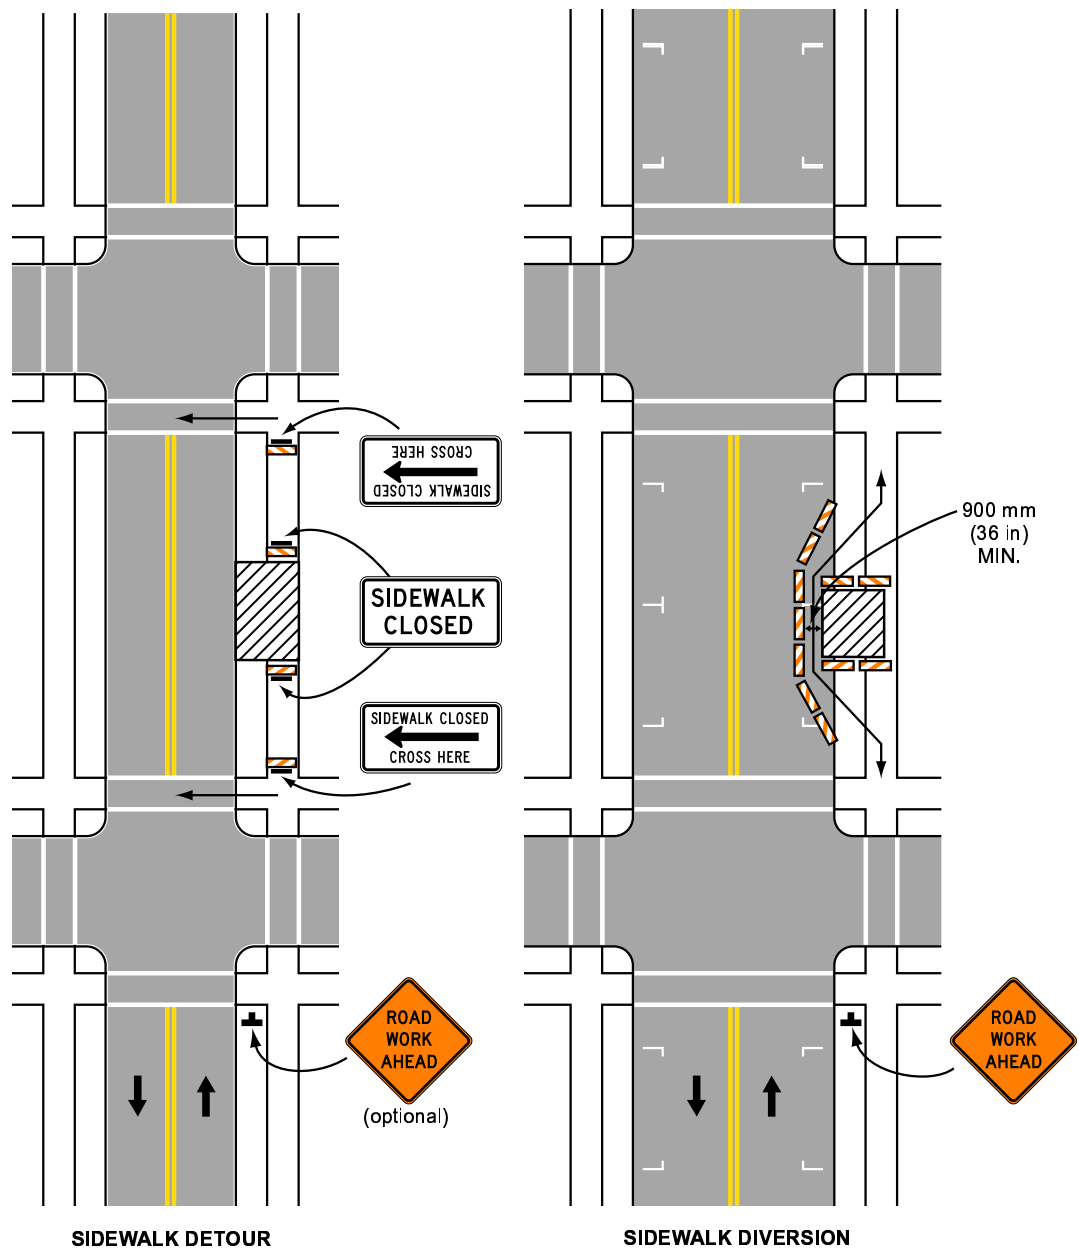 CROSS HERE
SIDEWALK CLOSED
SIDEWALK
CLOSED
SIDEWALK CLOSED
CROSS HERE
ROAD
WORK
AHEAD
(optional)
SIDEWALK DETOUR
900 mm
(36 in)
MIN.
ROAD
WORK
AHEAD
SIDEWALK DIVERSION